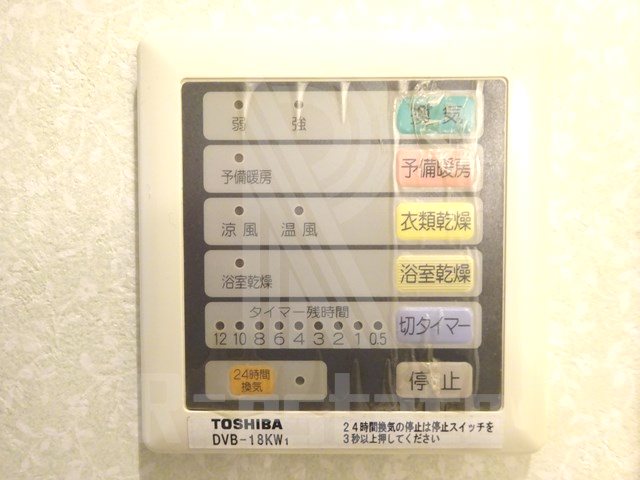 弱 強 換気
予備暖房 予備暖房
涼風 温風 衣類乾燥
浴室乾燥 浴室乾燥
タイマー残時間
12 10 8 6 4 3 2 1 0.5 切タイマー
24時間
換気
停止
TOSHIBA
DVB-18KW1
24時間換気の停止は停止スイッチを
3秒以上押してください